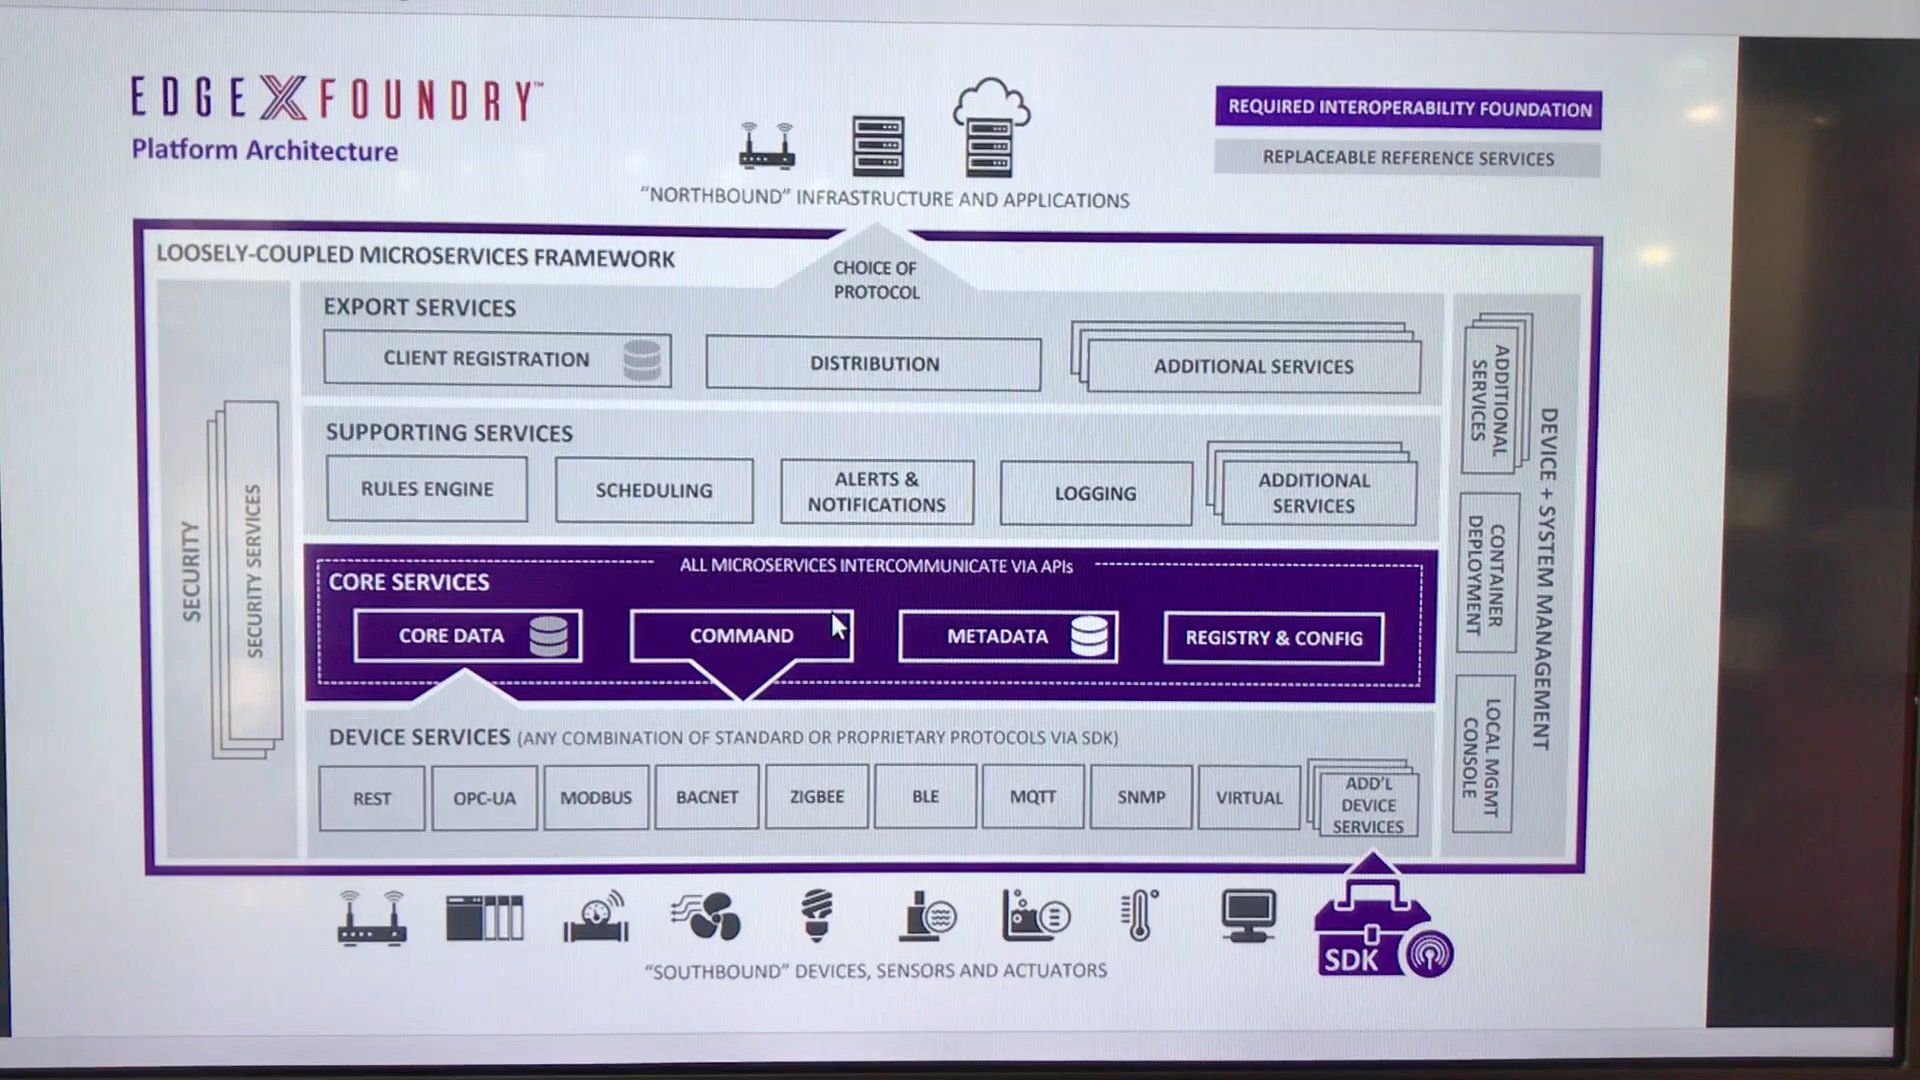 EDGE X FOUNDRY™
Platform Architecture
REQUIRED INTEROPERABILITY FOUNDATION
REPLACEABLE REFERENCE SERVICES
“NORTHBOUND” INFRASTRUCTURE AND APPLICATIONS
LOOSELY-COUPLED MICROSERVICES FRAMEWORK
CHOICE OF
PROTOCOL
SECURITY
SECURITY SERVICES
EXPORT SERVICES
CLIENT REGISTRATION
DISTRIBUTION
ADDITIONAL SERVICES
SUPPORTING SERVICES
RULES ENGINE
SCHEDULING
ALERTS &
NOTIFICATIONS
LOGGING
ADDITIONAL
SERVICES
ALL MICROSERVICES INTERCOMMUNICATE VIA APIs
CORE SERVICES
CORE DATA
COMMAND
METADATA
REGISTRY & CONFIG
DEVICE SERVICES (ANY COMBINATION OF STANDARD OR PROPRIETARY PROTOCOLS VIA SDK)
REST
OPC-UA
MODBUS
BACNET
ZIGBEE
BLE
MQTT
SNMP
VIRTUAL
ADD’L
DEVICE
SERVICES
DEVICE + SYSTEM MANAGEMENT
ADDITIONAL
SERVICES
CONTAINER
DEPLOYMENT
LOCAL MGMT
CONSOLE
“SOUTHBOUND” DEVICES, SENSORS AND ACTUATORS
SDK